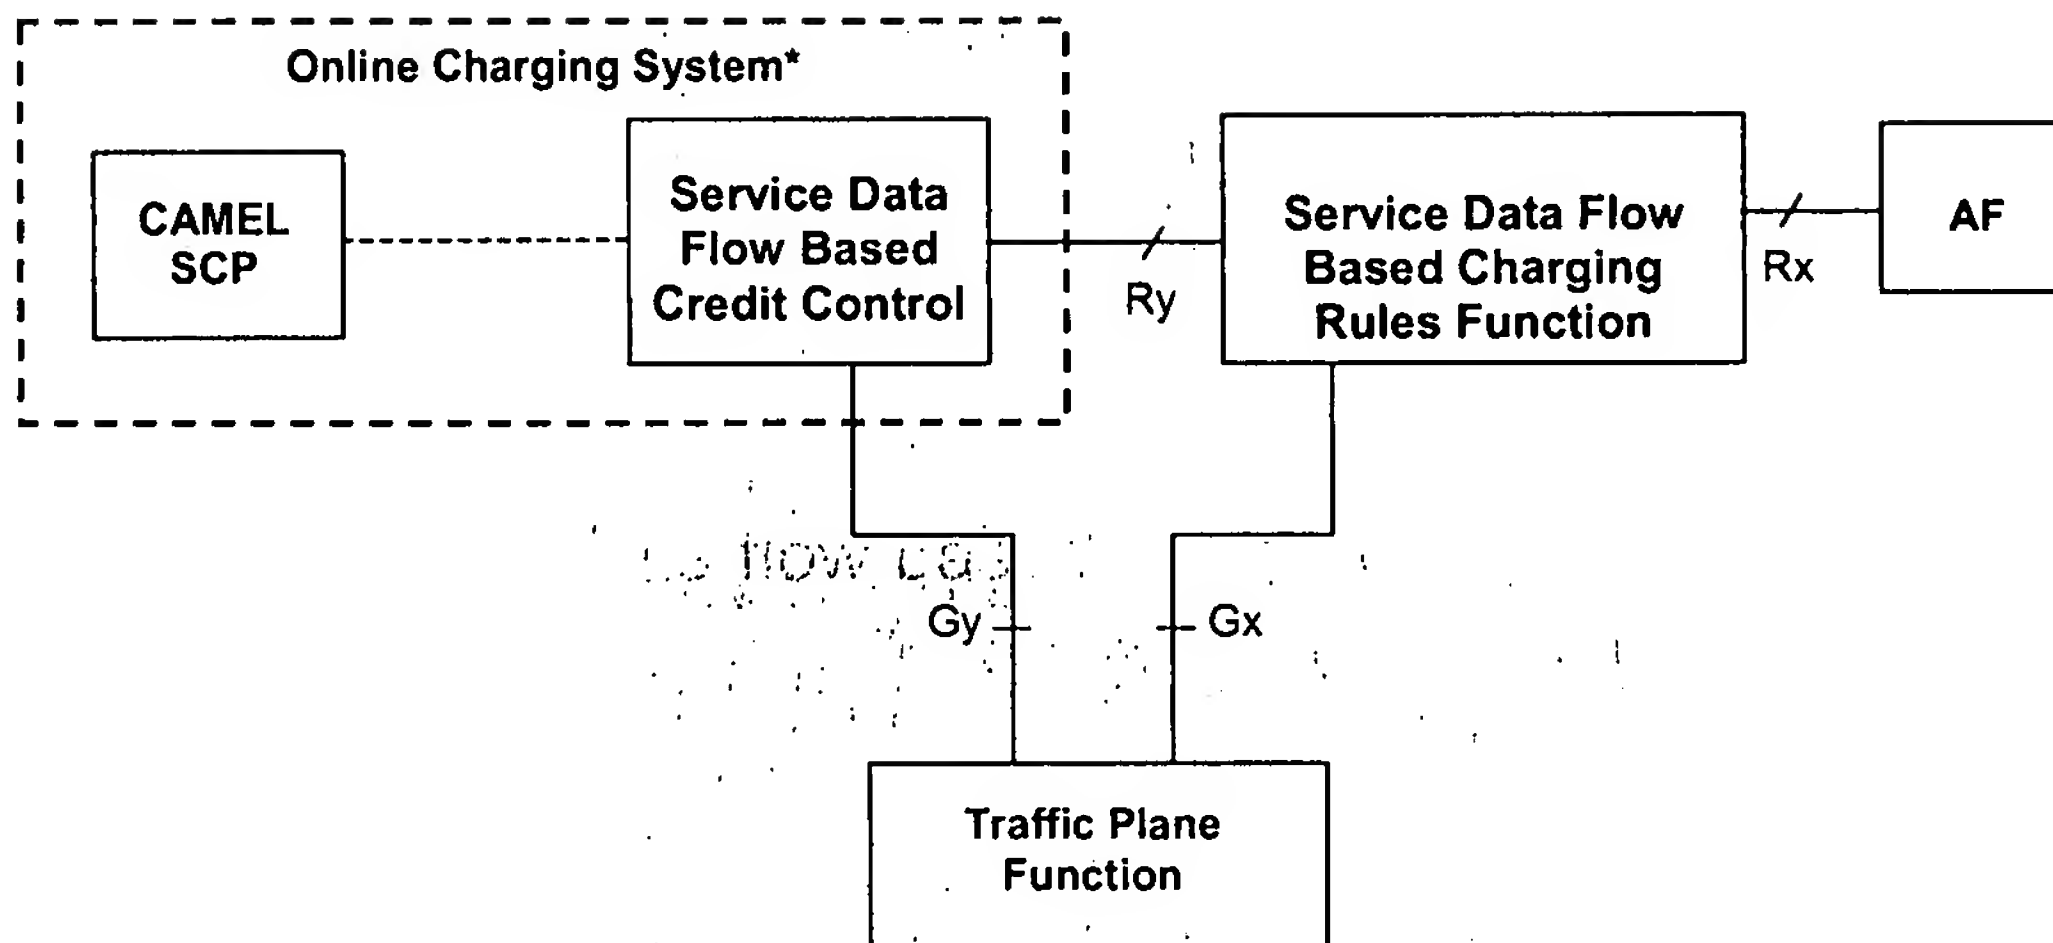 Online Charging System*
CAMEL
SCP
Service Data
Flow Based
Credit Control
Ry
Service Data Flow
Based Charging
Rules Function
Rx
AF
Gy
Gx
Traffic Plane
Function